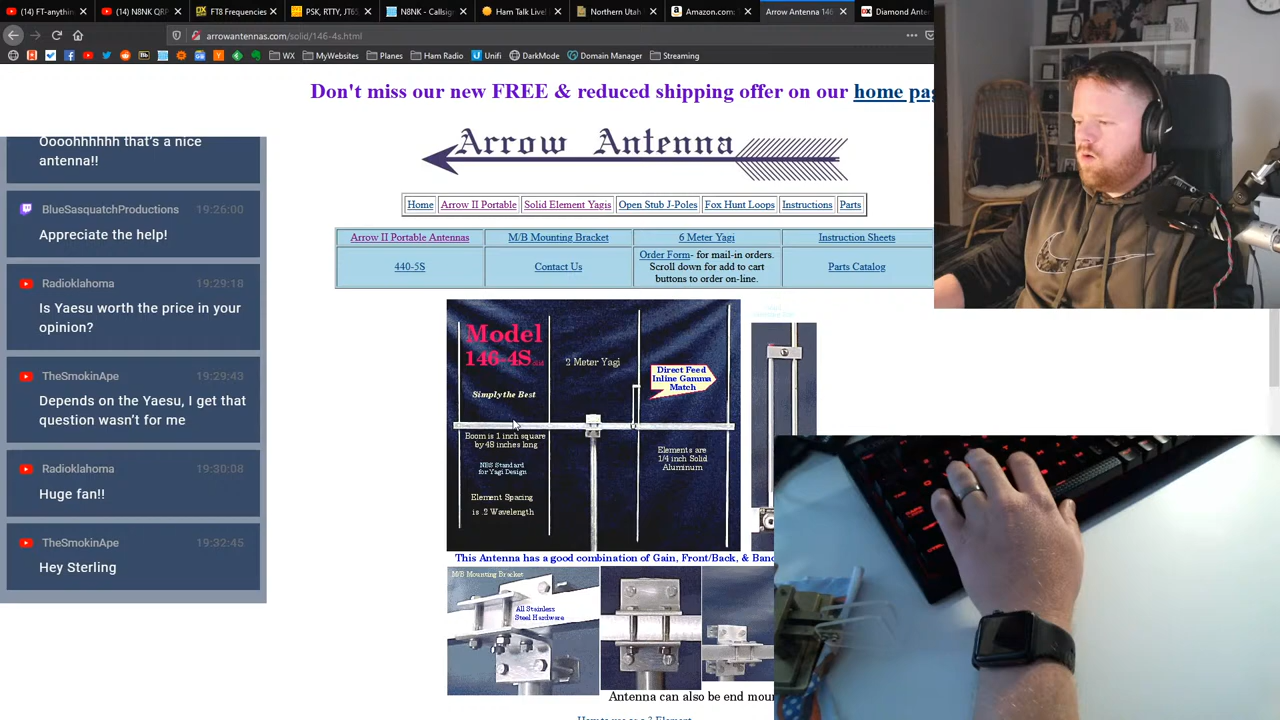 (14) FT-anythin
(14) N8NK QRP
FT8 Frequencies
PSK, RTTY, JT65
N8NK - Callsig
Ham Talk Live!
Northern Utah
Amazon.com:
Arrow Antenna 146
Diamond Ante
arrowantennas.com/solid/146-4s.html
WX
MyWebsites
Planes
Ham Radio
Unifi
DarkMode
Domain Manager
Streaming
Don't miss our new FREE & reduced shipping offer on our home pag
Arrow Antenna
Home
Arrow II Portable
Solid Element Yagis
Open Stub J-Poles
Fox Hunt Loops
Instructions
Parts
Arrow II Portable Antennas
M/B Mounting Bracket
6 Meter Yagi
Instruction Sheets
440-5S
Contact Us
Order Form- for mail-in orders.
Scroll down for add to cart
buttons to order on-line.
Parts Catalog
Oooohhhhhh that's a nice
antenna!!
BlueSasquatchProductions 19:26:00
Appreciate the help!
Radioklahoma 19:29:18
Is Yaesu worth the price in your
opinion?
TheSmokinApe 19:29:43
Depends on the Yaesu, I get that
question wasn't for me
Radioklahoma 19:30:08
Huge fan!!
TheSmokinApe 19:32:45
Hey Sterling
Model
146-4S
2 Meter Yagi
Simply the Best
Direct Feed
Inline Gamma
Match
Boom is 1 inch square
by 48 inches long
NBS Standard
for Yagi Design
Element Spacing
is .2 Wavelength
Elements are
1/4 inch Solid
Aluminum
This Antenna has a good combination of Gain, Front/Back, & Band
M/B Mounting Bracket
All Stainless
Steel Hardware
Antenna can also be end moun